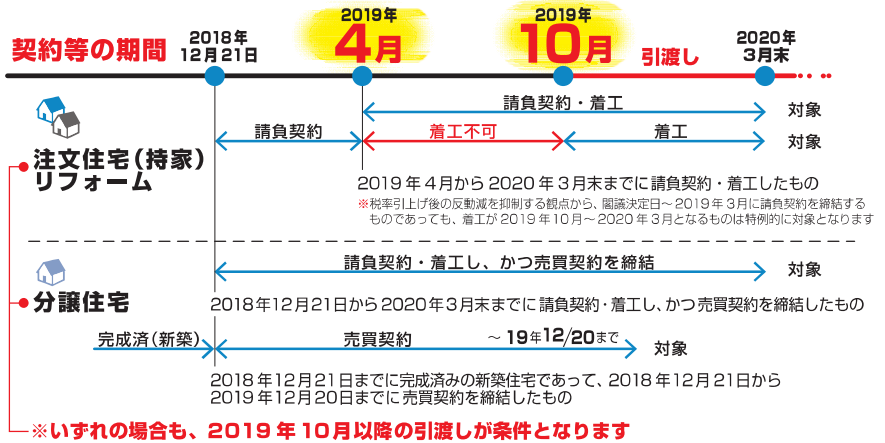 契約等の期間
2018年
12月21日
2019年
4月
2019年
10月
引渡し
2020年
3月末
請負契約・着工
対象
請負契約
着工不可
着工
対象
注文住宅(持家)
リフォーム
2019年4月から2020年3月末までに請負契約・着工したもの
※税率引上げ後の反動減を抑制する観点から、閣議決定日~2019年3月に請負契約を締結する
ものであっても、着工が2019年10月~2020年3月となるものは特例的に対象となります
請負契約・着工し、かつ売買契約を締結
対象
分譲住宅
2018年12月21日から2020年3月末までに請負契約・着工し、かつ売買契約を締結したもの
完成済(新築)
売買契約
~19年12/20まで
対象
2018年12月21日までに完成済みの新築住宅であって、2018年12月21日から
2019年12月20日までに売買契約を締結したもの
※いずれの場合も、2019年10月以降の引渡しが条件となります